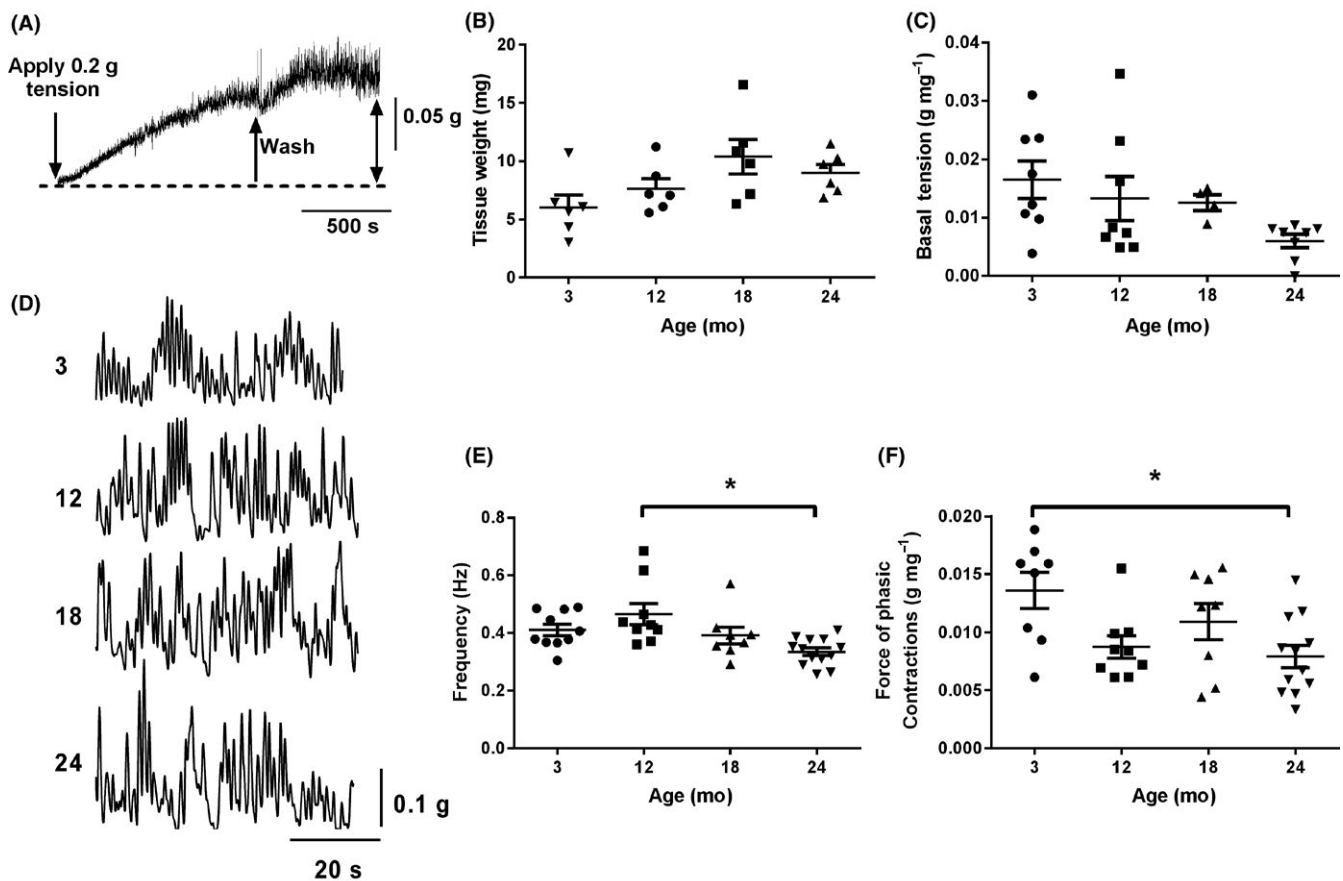 (A)
Apply 0.2 g
tension
Wash
0.05 g
500 s
(B)
Tissue weight (mg)
20
15
10
5
0
3 12 18 24
Age (mo)
(C)
Basal tension (g mg⁻¹)
0.04
0.03
0.02
0.01
0.00
3 12 18 24
Age (mo)
(D)
3
12
18
24
0.1 g
20 s
(E)
*
Frequency (Hz)
0.8
0.6
0.4
0.2
0.0
3 12 18 24
Age (mo)
(F)
*
Force of phasic
Contractions (g mg⁻¹)
0.020
0.015
0.010
0.005
0.000
3 12 18 24
Age (mo)